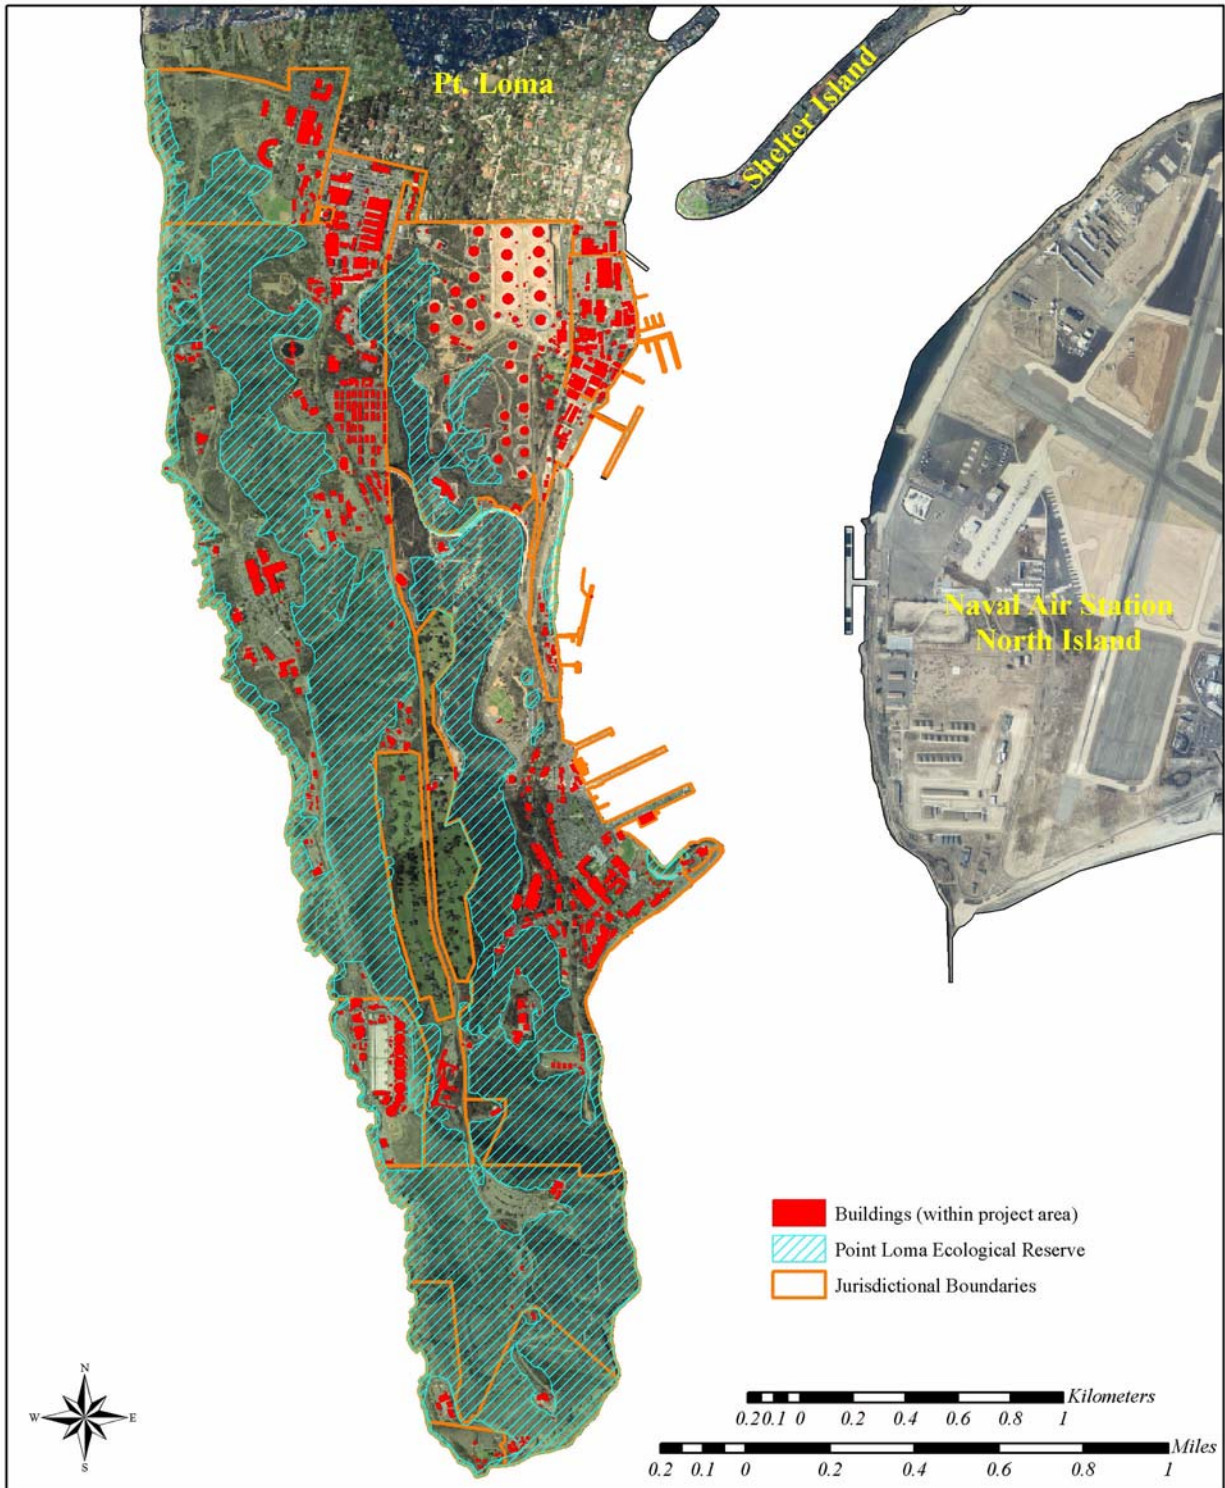 Pt. Loma
Shelter Island
Naval Air Station
North Island
Buildings (within project area)
Point Loma Ecological Reserve
Jurisdictional Boundaries
N
W E
S
Kilometers
0.2 0.1 0 0.2 0.4 0.6 0.8 1
Miles
0.2 0.1 0 0.2 0.4 0.6 0.8 1